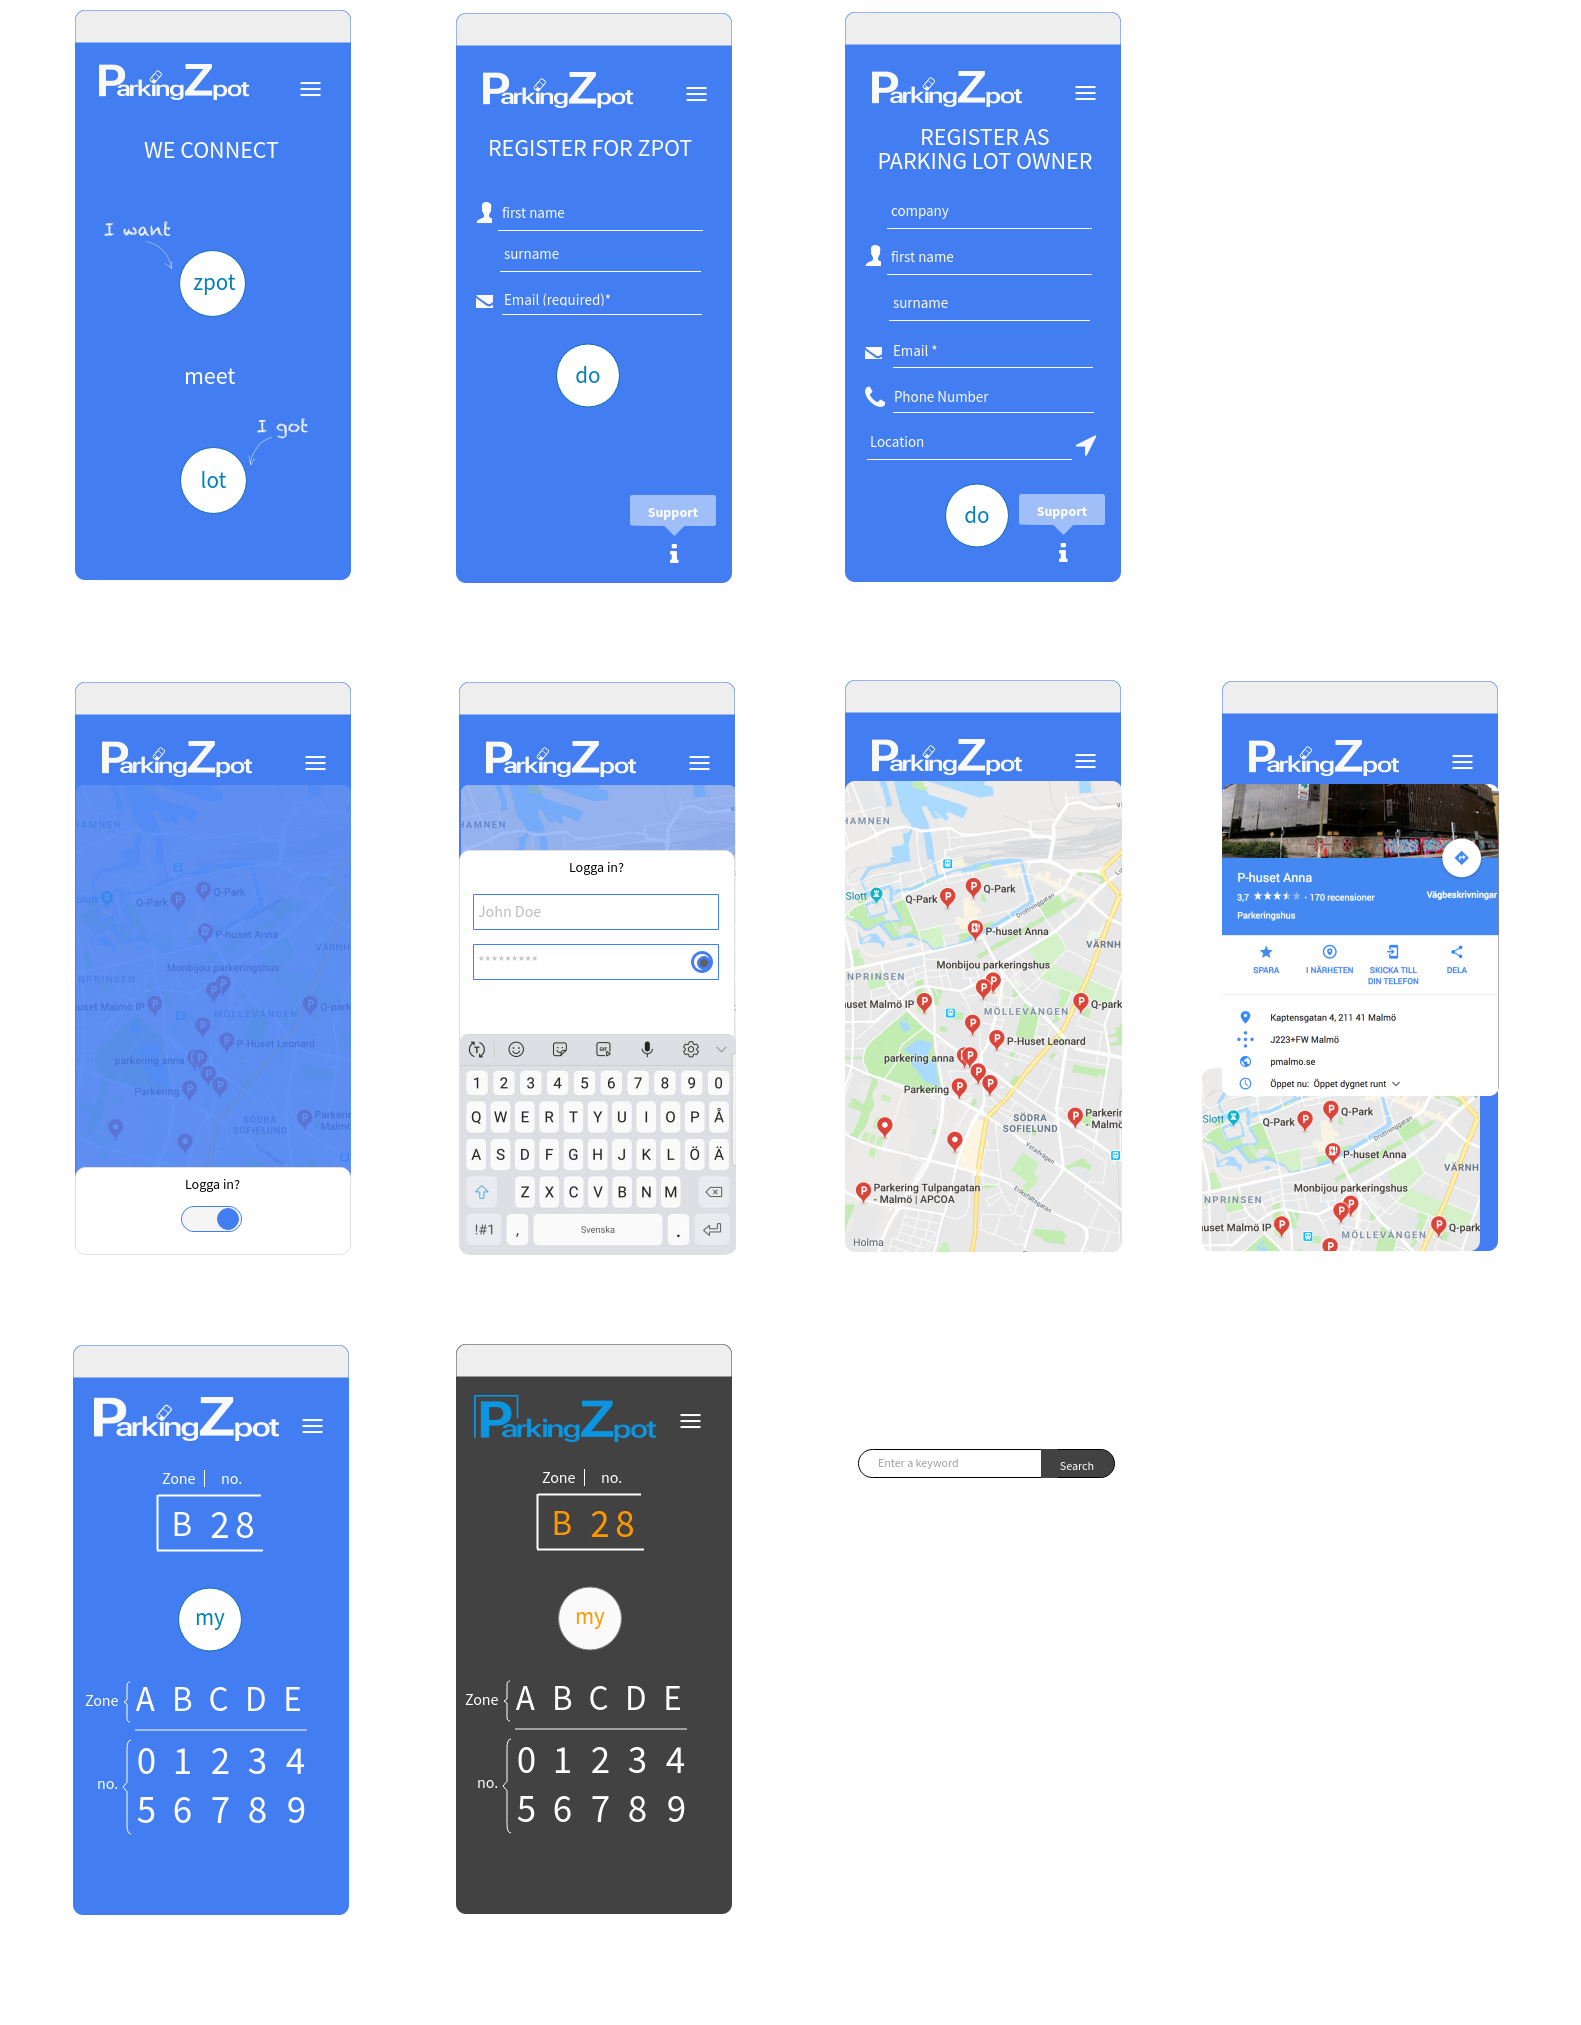 ParkingZpot
WE CONNECT
I want
zpot
meet
I got
lot
ParkingZpot
REGISTER FOR ZPOT
first name
surname
Email (required)*
do
Support
ParkingZpot
REGISTER AS
PARKING LOT OWNER
company
first name
surname
Email *
Phone Number
Location
do
Support
ParkingZpot
HAMNEN
Slott
Q-Park
Q-Park
P-huset Anna
VÄRNH
Monbijou parkeringshus
NPRINSEN
uset Malmö IP
Q-park
MÖLLEVÅNGEN
P-Huset Leonard
parkering anna
Parkering
SÖDRA
SOFIELUND
Parkerin
- Malmö
Logga in?
ParkingZpot
HAMNEN
Logga in?
John Doe
*********
GIF
1 2 3 4 5 6 7 8 9 0
Q W E R T Y U I O P Å
A S D F G H J K L Ö Ä
Z X C V B N M
!#1 , Svenska .
ParkingZpot
HAMNEN
Slott
Q-Park
Q-Park
Drottninggatan
P-huset Anna
VÄRNH
Monbijou parkeringshus
NPRINSEN
uset Malmö IP
Q-park
MÖLLEVÅNGEN
P-Huset Leonard
parkering anna
Parkering
SÖDRA
SOFIELUND
Parkerin
- Malmö
Ystadvägen
Parkering Tulpangatan
- Malmö | APCOA
Eriksfältsgatan
Holma
ParkingZpot
P-huset Anna
3,7 ★★★★★ - 170 recensioner
Vägbeskrivningar
Parkeringshus
SPARA
I NÄRHETEN
SKICKA TILL
DIN TELEFON
DELA
Kaptensgatan 4, 211 41 Malmö
J223+FW Malmö
pmalmo.se
Öppet nu: Öppet dygnet runt
Slott
Q-Park
Q-Park
Drottninggatan
P-huset Anna
VÄRNH
Monbijou parkeringshus
NPRINSEN
uset Malmö IP
Q-park
MÖLLEVÅNGEN
ParkingZpot
Zone | no.
B 28
my
Zone A B C D E
0 1 2 3 4
no.
5 6 7 8 9
ParkingZpot
Zone | no.
B 28
my
Zone A B C D E
0 1 2 3 4
no.
5 6 7 8 9
Enter a keyword
Search